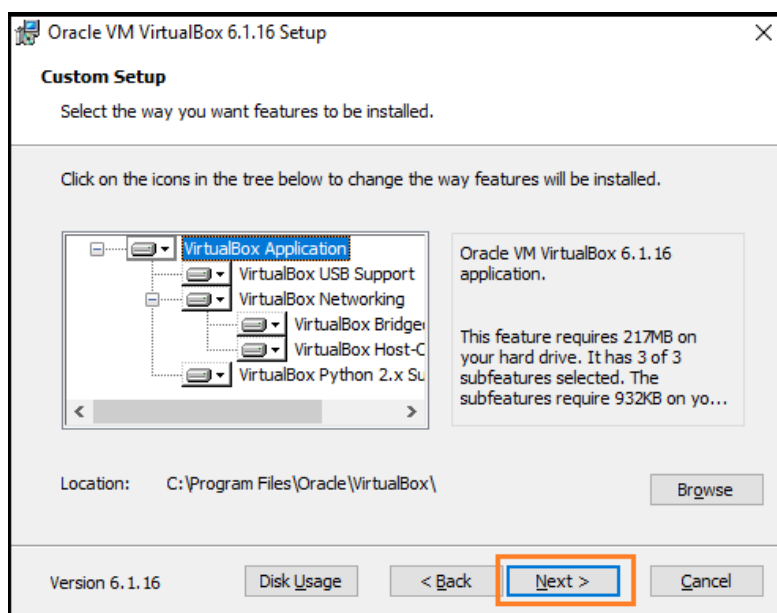 Oracle VM VirtualBox 6.1.16 Setup
Custom Setup
Select the way you want features to be installed.
Click on the icons in the tree below to change the way features will be installed.
VirtualBox Application
VirtualBox USB Support
VirtualBox Networking
VirtualBox Bridge
VirtualBox Host-C
VirtualBox Python 2.x Su
Oracle VM VirtualBox 6.1.16
application.
This feature requires 217MB on
your hard drive. It has 3 of 3
subfeatures selected. The
subfeatures require 932KB on yo...
Location: C:\Program Files\Oracle\VirtualBox\
Browse
Version 6.1.16
Disk Usage
< Back
Next >
Cancel